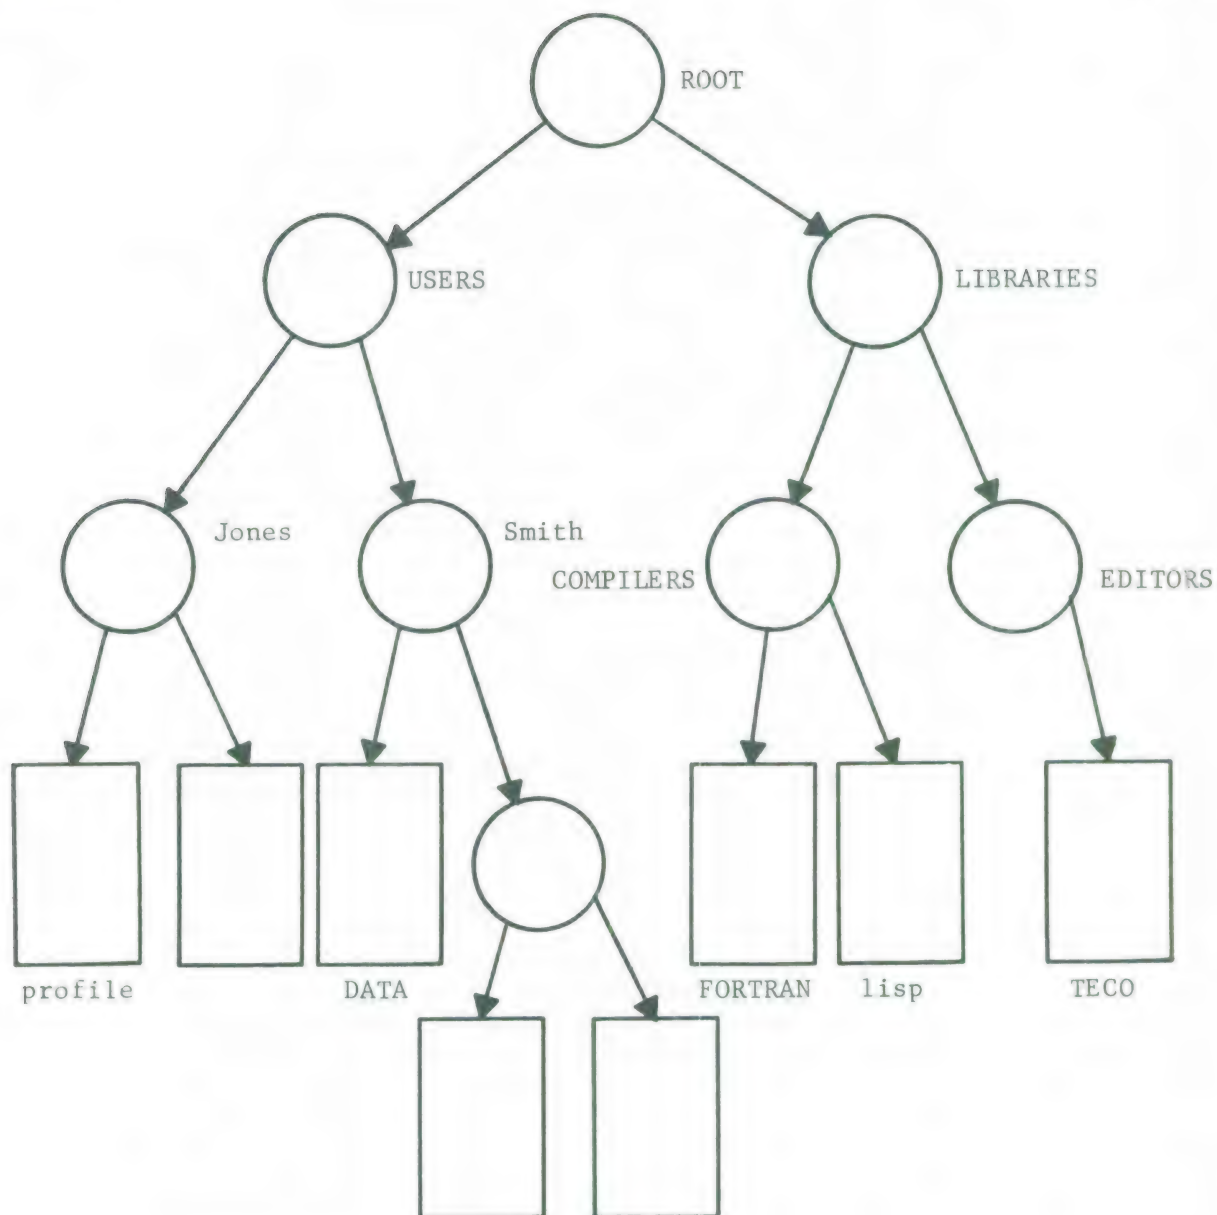 ROOT
USERS
LIBRARIES
Jones
Smith
COMPILERS
EDITORS
profile
DATA
FORTRAN
lisp
TECO